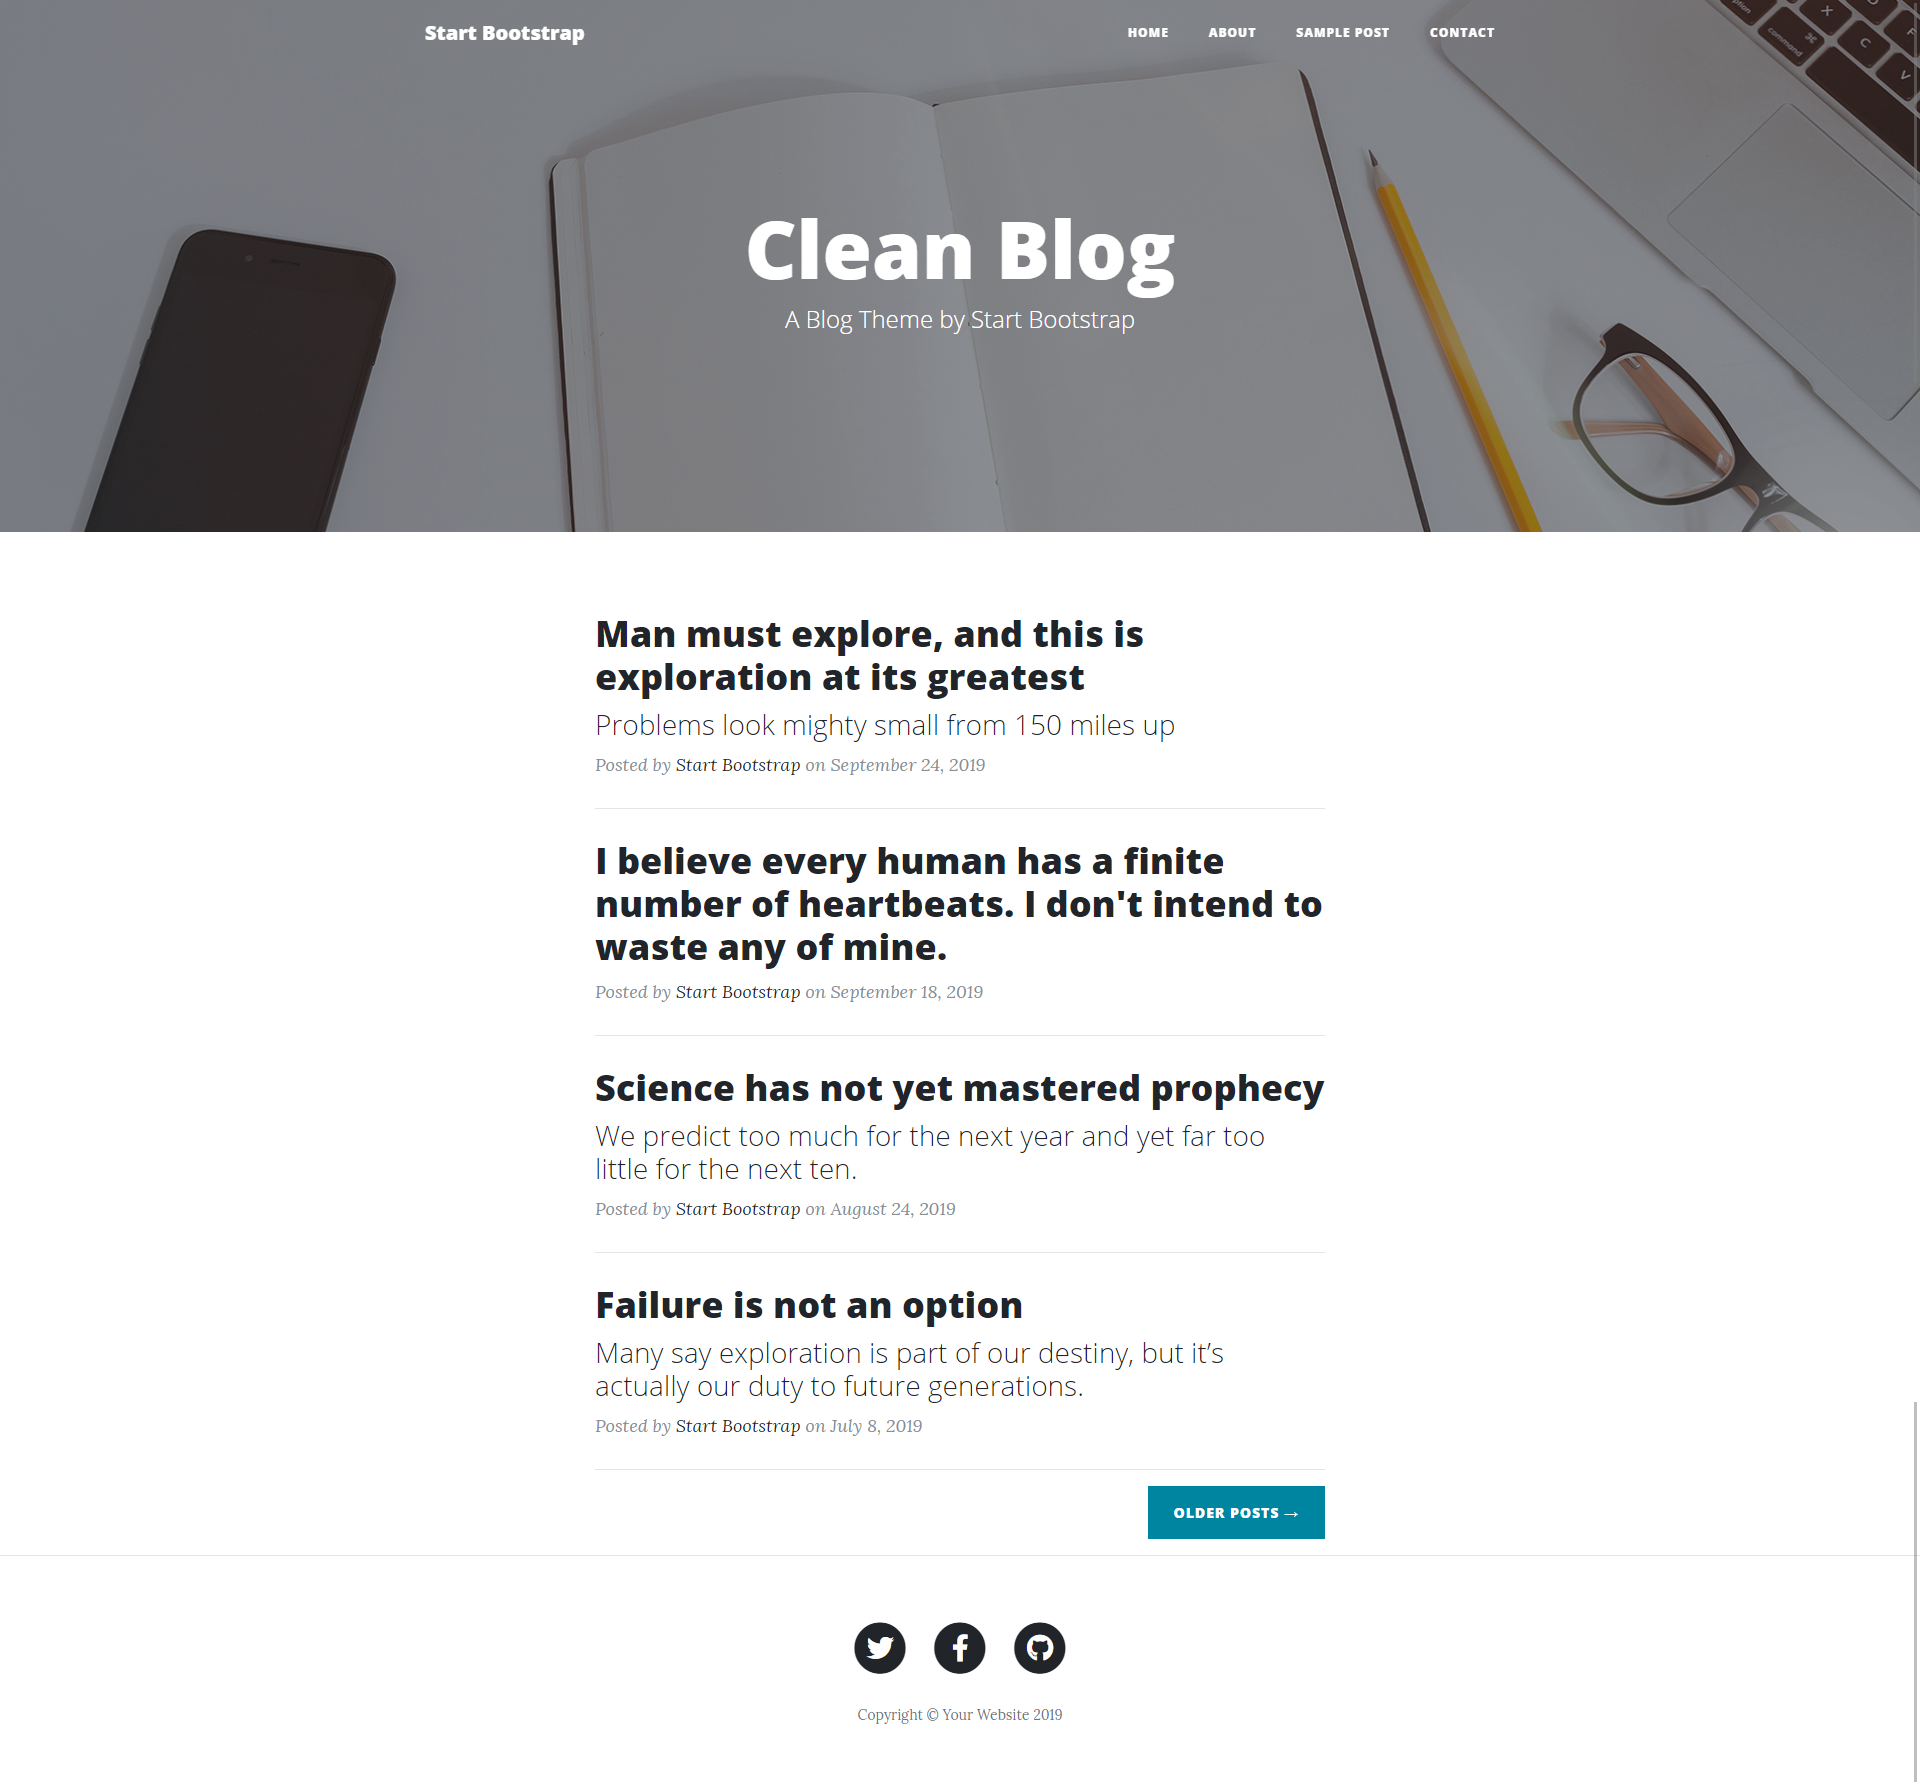 Start Bootstrap
HOME ABOUT SAMPLE POST CONTACT
option
X
D
F
command
⌘
C
V
Clean Blog
A Blog Theme by Start Bootstrap
Man must explore, and this is
exploration at its greatest
Problems look mighty small from 150 miles up
Posted by Start Bootstrap on September 24, 2019
I believe every human has a finite
number of heartbeats. I don't intend to
waste any of mine.
Posted by Start Bootstrap on September 18, 2019
Science has not yet mastered prophecy
We predict too much for the next year and yet far too
little for the next ten.
Posted by Start Bootstrap on August 24, 2019
Failure is not an option
Many say exploration is part of our destiny, but it’s
actually our duty to future generations.
Posted by Start Bootstrap on July 8, 2019
OLDER POSTS →
Copyright © Your Website 2019